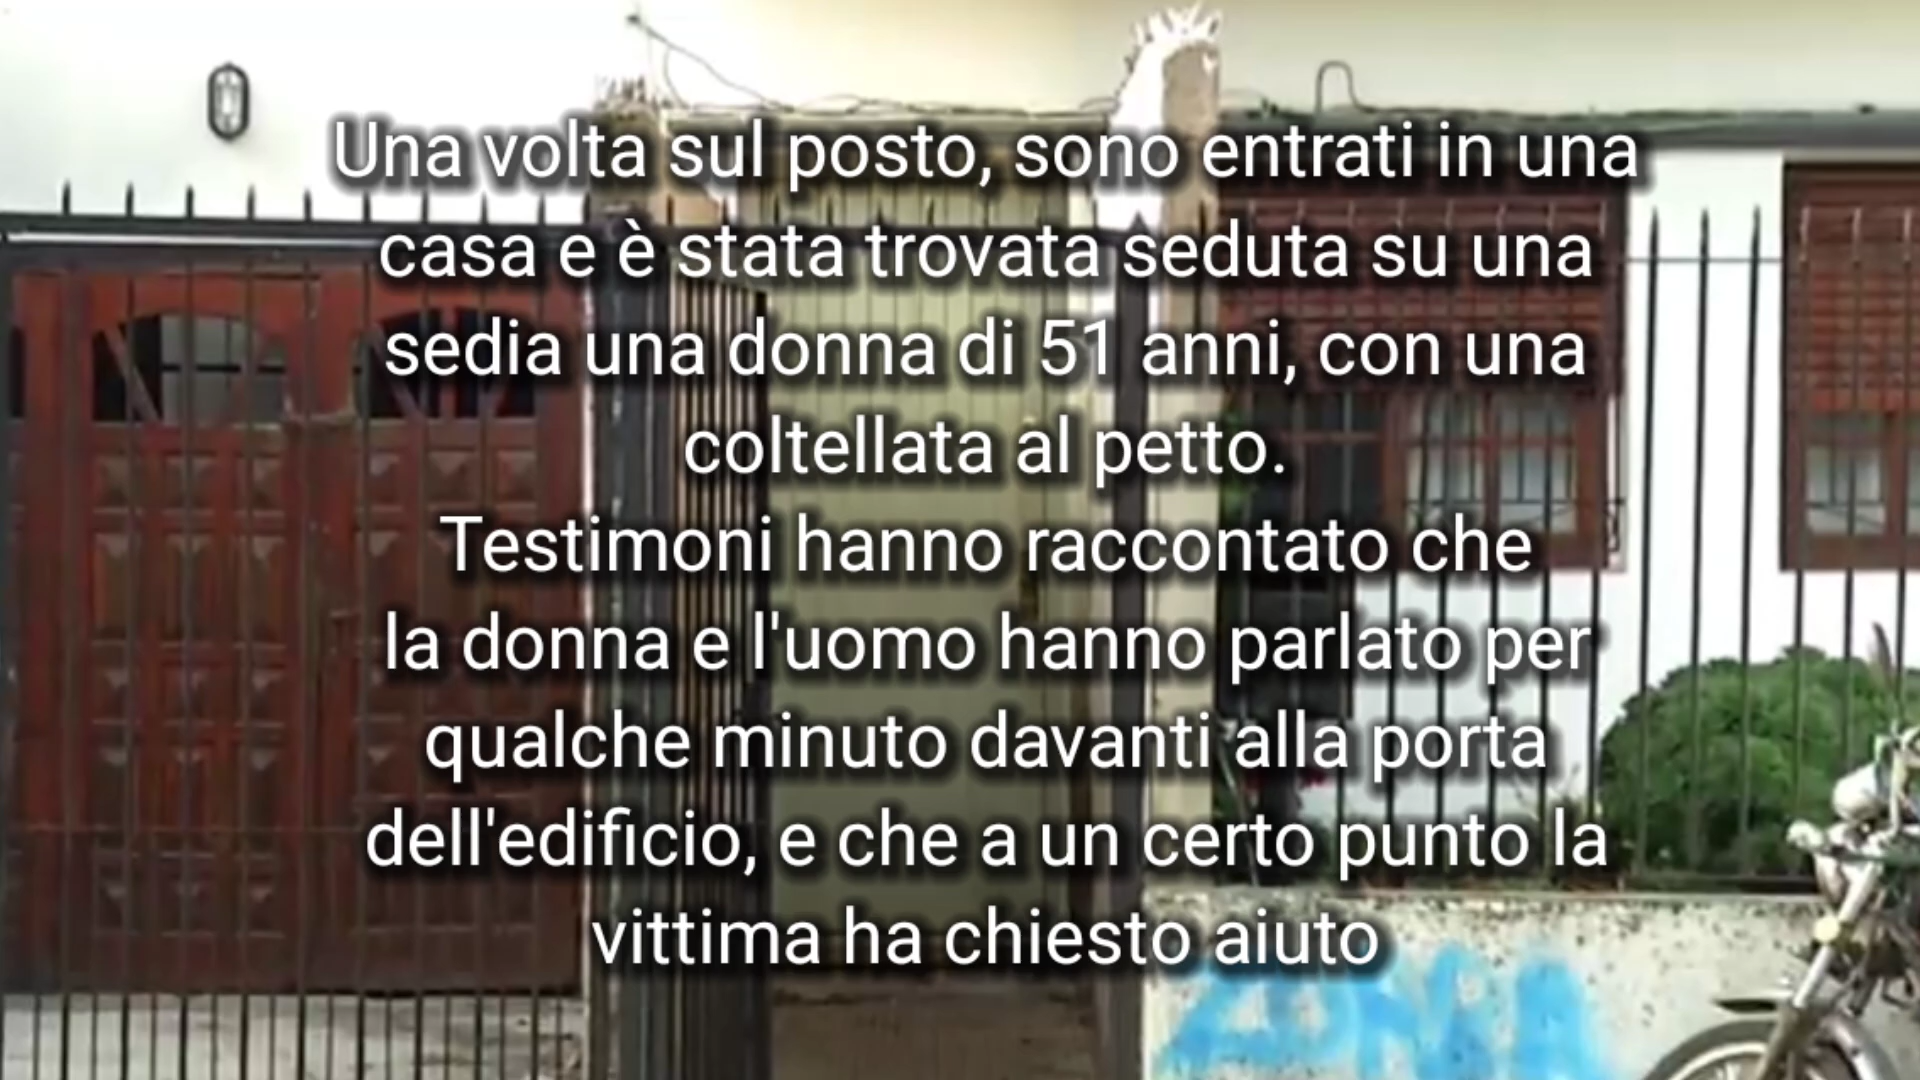 Una volta sul posto, sono entrati in una
casa e è stata trovata seduta su una
sedia una donna di 51 anni, con una
coltellata al petto.
Testimoni hanno raccontato che
la donna e l'uomo hanno parlato per
qualche minuto davanti alla porta
dell'edificio, e che a un certo punto la
vittima ha chiesto aiuto